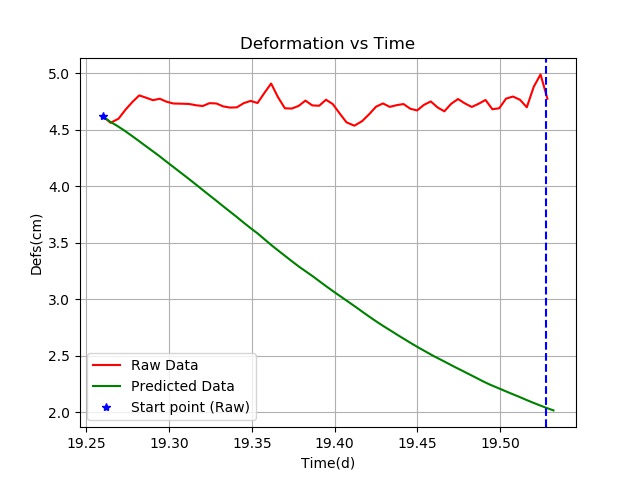 Deformation vs Time
Defs(cm)
5.0
4.5
4.0
3.5
3.0
2.5
2.0
Raw Data
Predicted Data
Start point (Raw)
19.25 19.30 19.35 19.40 19.45 19.50
Time(d)